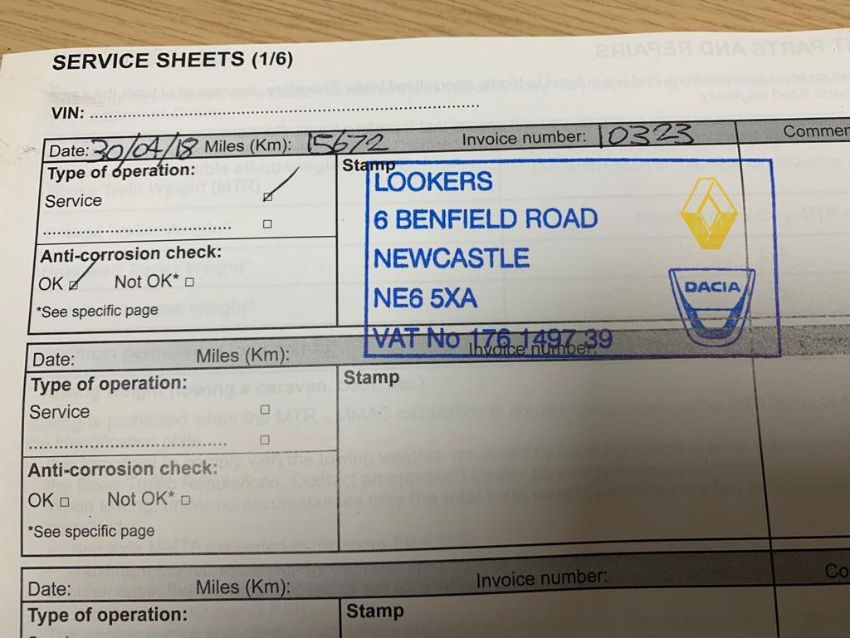 SERVICE SHEETS (1/6)
VIN: ........................................................................
Date: 30/04/18 Miles (Km): 15672 Invoice number: 10323
Type of operation:
Service
Anti-corrosion check:
OK Not OK*
*See specific page
Stamp
LOOKERS
6 BENFIELD ROAD
NEWCASTLE
NE6 5XA
VAT No 176 1497 39
DACIA
Date: Miles (Km): Invoice number:
Type of operation:
Service
Anti-corrosion check:
OK Not OK*
*See specific page
Stamp
Date: Miles (Km): Invoice number:
Type of operation:
Stamp